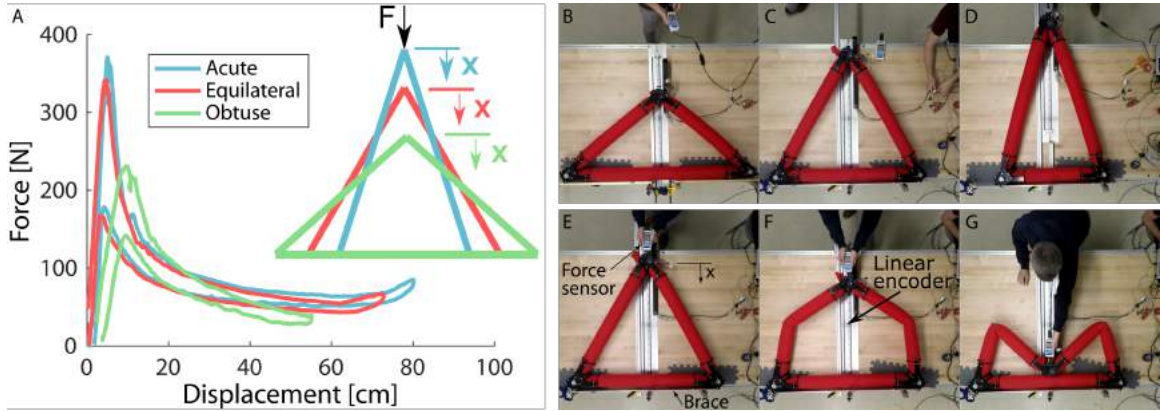 A
F
x
x
x
Acute
Equilateral
Obtuse
400
300
200
100
0
Force [N]
0
20
40
60
80
100
Displacement [cm]
B
C
D
E
Force
sensor
x
F
Linear
encoder
G
Brace